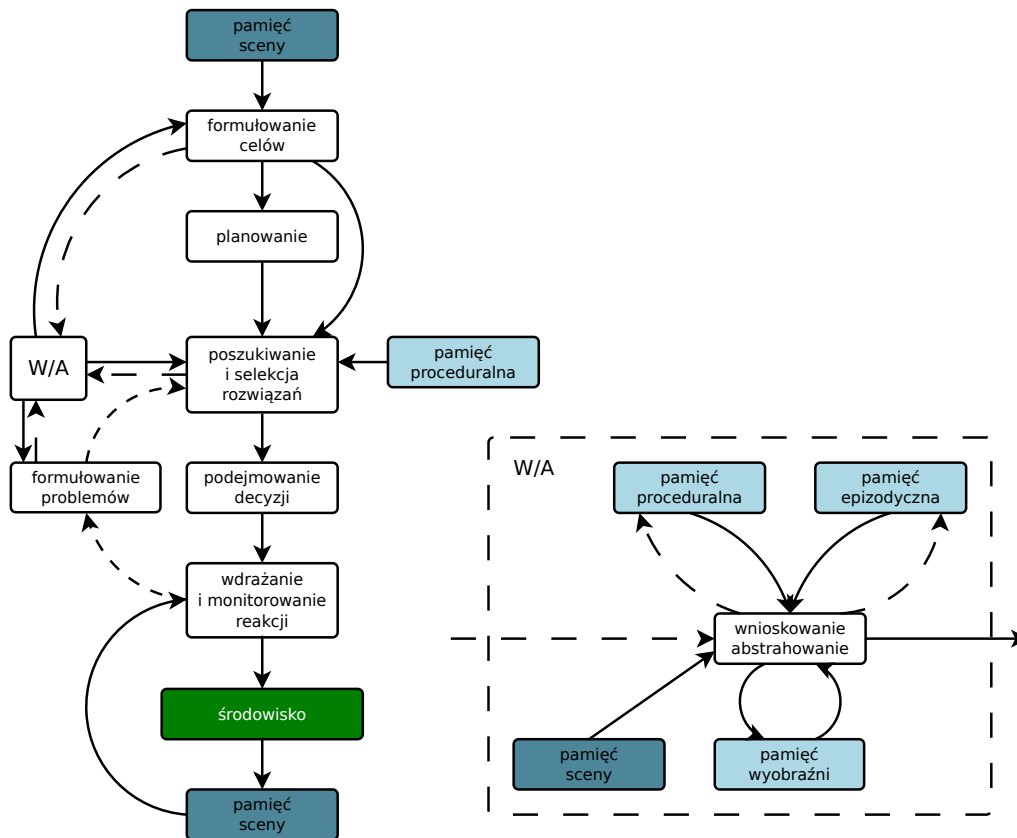 pamięć
sceny
formułowanie
celów
planowanie
W/A
poszukiwanie
i selekcja
rozwiązań
pamięć
proceduralna
formułowanie
problemów
podejmowanie
decyzji
wdrażanie
i monitorowanie
reakcji
środowisko
pamięć
sceny
W/A
pamięć
proceduralna
pamięć
epizodyczna
wnioskowanie
abstrahowanie
pamięć
sceny
pamięć
wyobraźni